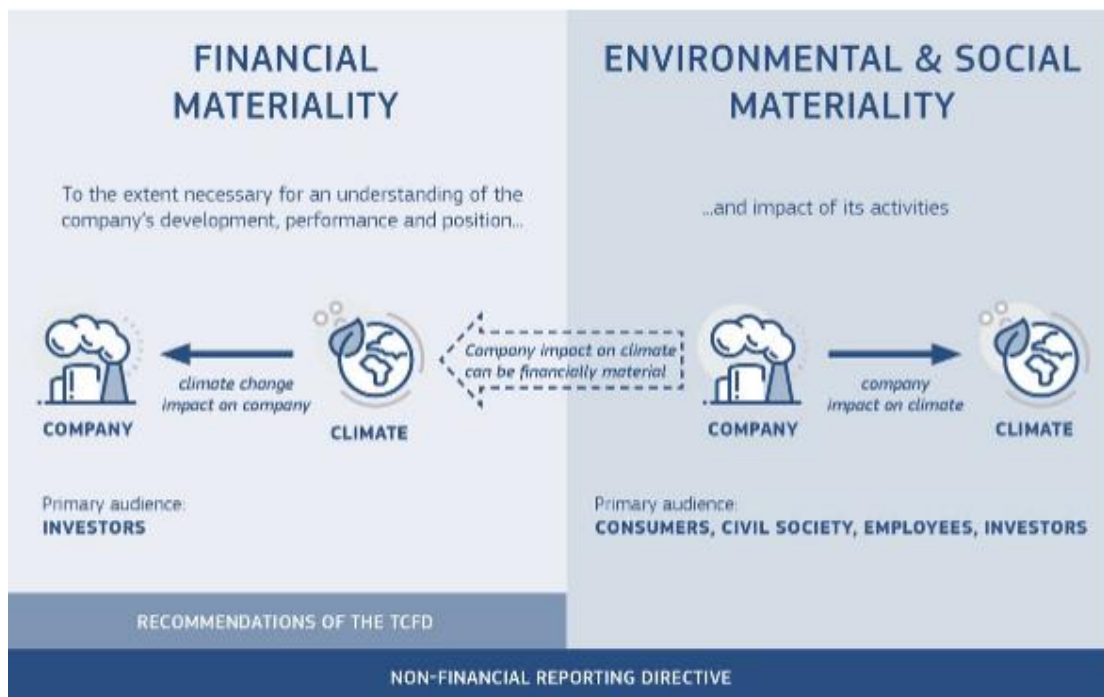 FINANCIAL
MATERIALITY
To the extent necessary for an understanding of the
company's development, performance and position...
climate change
impact on company
COMPANY
CLIMATE
Primary audience:
INVESTORS
RECOMMENDATIONS OF THE TCFD
Company impact on climate
can be financially material
ENVIRONMENTAL & SOCIAL
MATERIALITY
...and impact of its activities
company
impact on climate
COMPANY
CLIMATE
Primary audience:
CONSUMERS, CIVIL SOCIETY, EMPLOYEES, INVESTORS
NON-FINANCIAL REPORTING DIRECTIVE